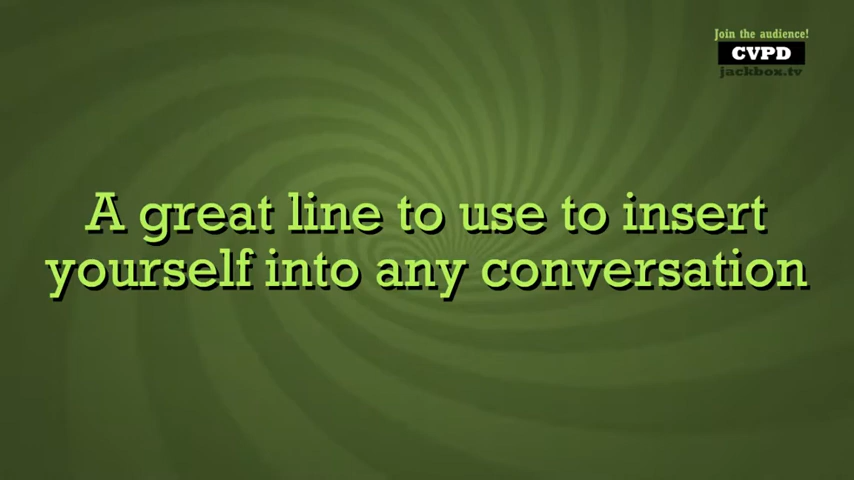 Join the audience!
CVPD
jackbox.tv
A great line to use to insert
yourself into any conversation